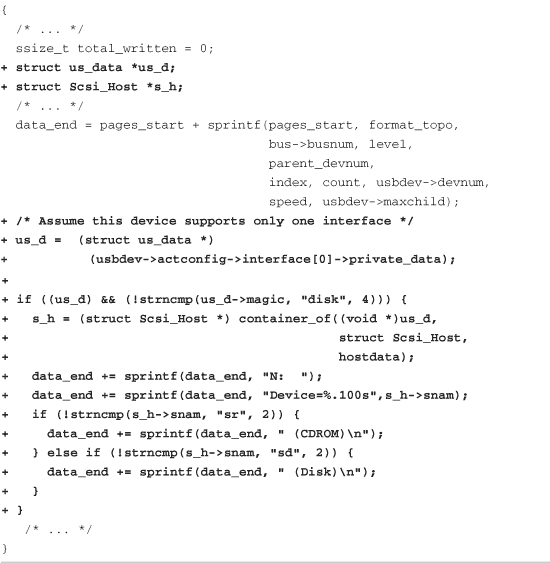 {
  /* ... */
  ssize_t total_written = 0;
+ struct us_data *us_d;
+ struct Scsi_Host *s_h;
  /* ... */
  data_end = pages_start + sprintf(pages_start, format_topo,
                                   bus->busnum, level,
                                   parent_devnum,
                                   index, count, usbdev->devnum,
                                   speed, usbdev->maxchild);
+ /* Assume this device supports only one interface */
+ us_d =  (struct us_data *)
+           (usbdev->actconfig->interface[0]->private_data);
+
+ if ((us_d) && (!strncmp(us_d->magic, "disk", 4))) {
+   s_h = (struct Scsi_Host *) container_of((void *)us_d,
+                                            struct Scsi_Host,
+                                            hostdata);
+   data_end += sprintf(data_end, "N:  ");
+   data_end += sprintf(data_end, "Device=%.100s",s_h->snam);
+   if (!strncmp(s_h->snam, "sr", 2)) {
+     data_end += sprintf(data_end, " (CDROM)\n");
+   } else if (!strncmp(s_h->snam, "sd", 2)) {
+     data_end += sprintf(data_end, " (Disk)\n");
+   }
+ }
   /* ... */
}